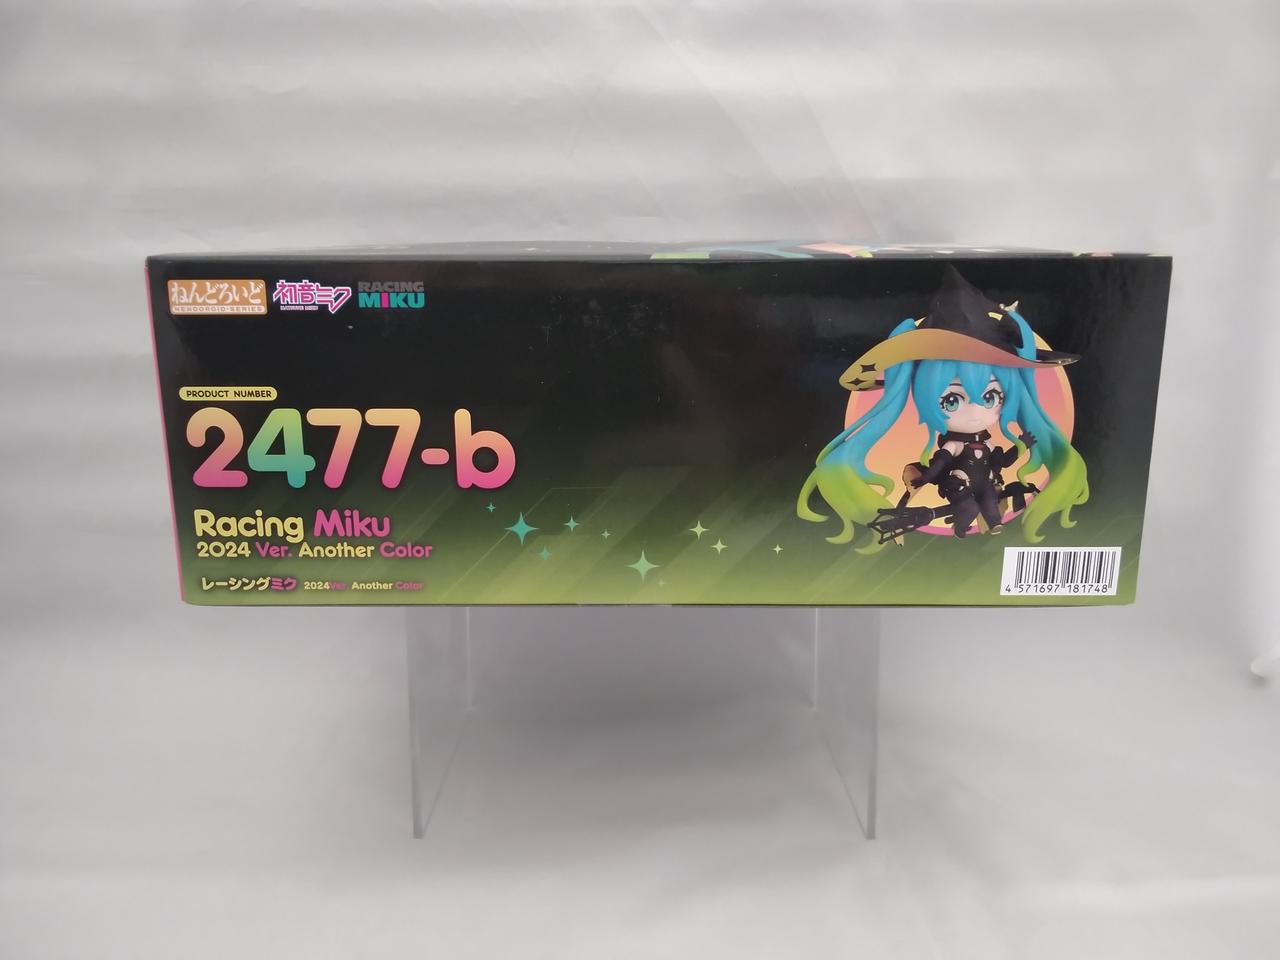 ねんどろいど
NENDOROID-SERIES
初音ミク
RACING
MIKU
PRODUCT NUMBER
2477-b
Racing Miku
2024 Ver. Another Color
レーシングミク 2024Ver. Another Color
4 571697 181748